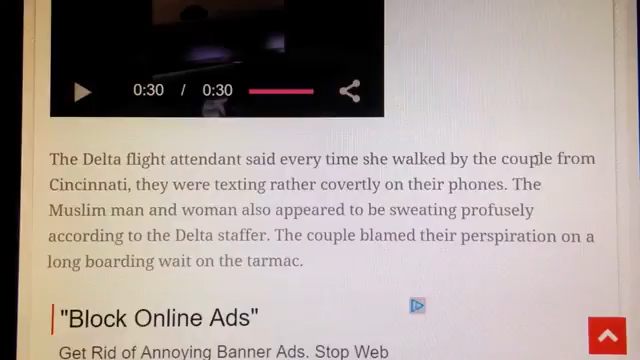 0:30 / 0:30
The Delta flight attendant said every time she walked by the couple from
Cincinnati, they were texting rather covertly on their phones. The
Muslim man and woman also appeared to be sweating profusely
according to the Delta staffer. The couple blamed their perspiration on a
long boarding wait on the tarmac.
"Block Online Ads"
Get Rid of Annoying Banner Ads. Stop Web